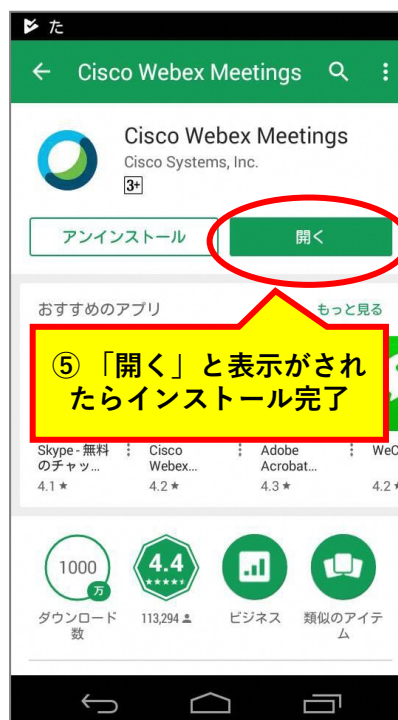 た
Cisco Webex Meetings
Cisco Webex Meetings
Cisco Systems, Inc.
3+
アンインストール
開く
おすすめのアプリ
もっと見る
⑤ 「開く」と表示がされ
たらインストール完了
Skype - 無料
のチャッ...
4.1★
Cisco
Webex...
4.2★
Adobe
Acrobat...
4.3★
WeC
4.2★
1000
万
ダウンロード
数
4.4
★★★★★
113,294
ビジネス
類似のアイテ
ム